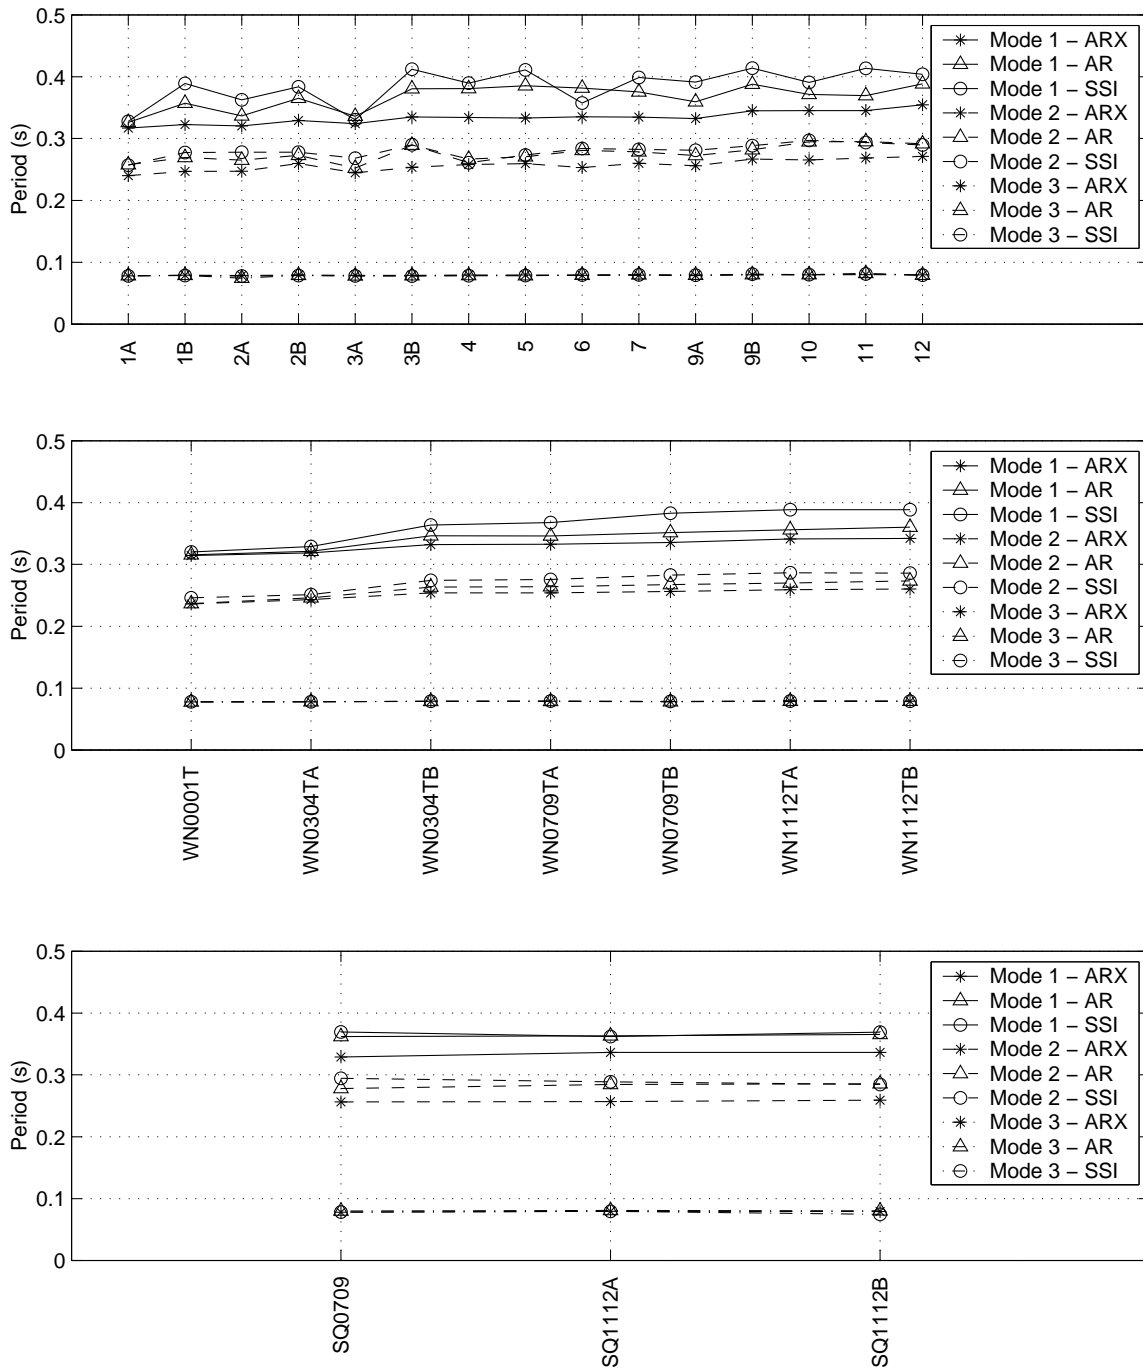 0.5
0.4
0.3
0.2
0.1
0
Period (s)
1A
1B
2A
2B
3A
3B
4
5
6
7
9A
9B
10
11
12
Mode 1 – ARX
Mode 1 – AR
Mode 1 – SSI
Mode 2 – ARX
Mode 2 – AR
Mode 2 – SSI
Mode 3 – ARX
Mode 3 – AR
Mode 3 – SSI
0.5
0.4
0.3
0.2
0.1
0
Period (s)
WN0001T
WN0304TA
WN0304TB
WN0709TA
WN0709TB
WN1112TA
WN1112TB
Mode 1 – ARX
Mode 1 – AR
Mode 1 – SSI
Mode 2 – ARX
Mode 2 – AR
Mode 2 – SSI
Mode 3 – ARX
Mode 3 – AR
Mode 3 – SSI
0.5
0.4
0.3
0.2
0.1
0
Period (s)
SQ0709
SQ1112A
SQ1112B
Mode 1 – ARX
Mode 1 – AR
Mode 1 – SSI
Mode 2 – ARX
Mode 2 – AR
Mode 2 – SSI
Mode 3 – ARX
Mode 3 – AR
Mode 3 – SSI